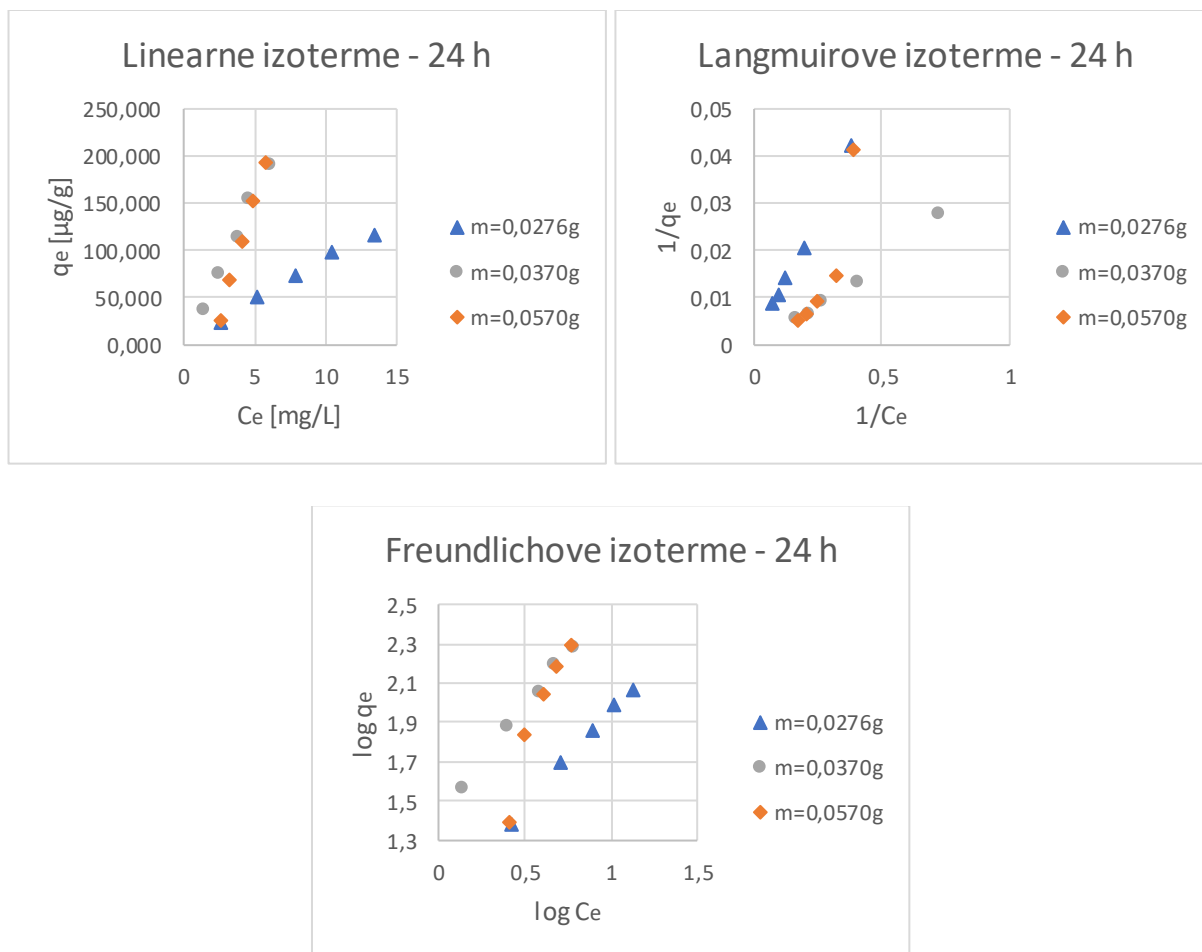 Linearne izoterme - 24 h
250,000
200,000
150,000
100,000
50,000
0,000
qe [µg/g]
0
5
10
15
Ce [mg/L]
m=0,0276g
m=0,0370g
m=0,0570g
Langmuirove izoterme - 24 h
0,05
0,04
0,03
0,02
0,01
0
1/qe
0
0,5
1
1/Ce
m=0,0276g
m=0,0370g
m=0,0570g
Freundlichove izoterme - 24 h
2,5
2,3
2,1
1,9
1,7
1,5
1,3
log qe
0
0,5
1
1,5
log Ce
m=0,0276g
m=0,0370g
m=0,0570g